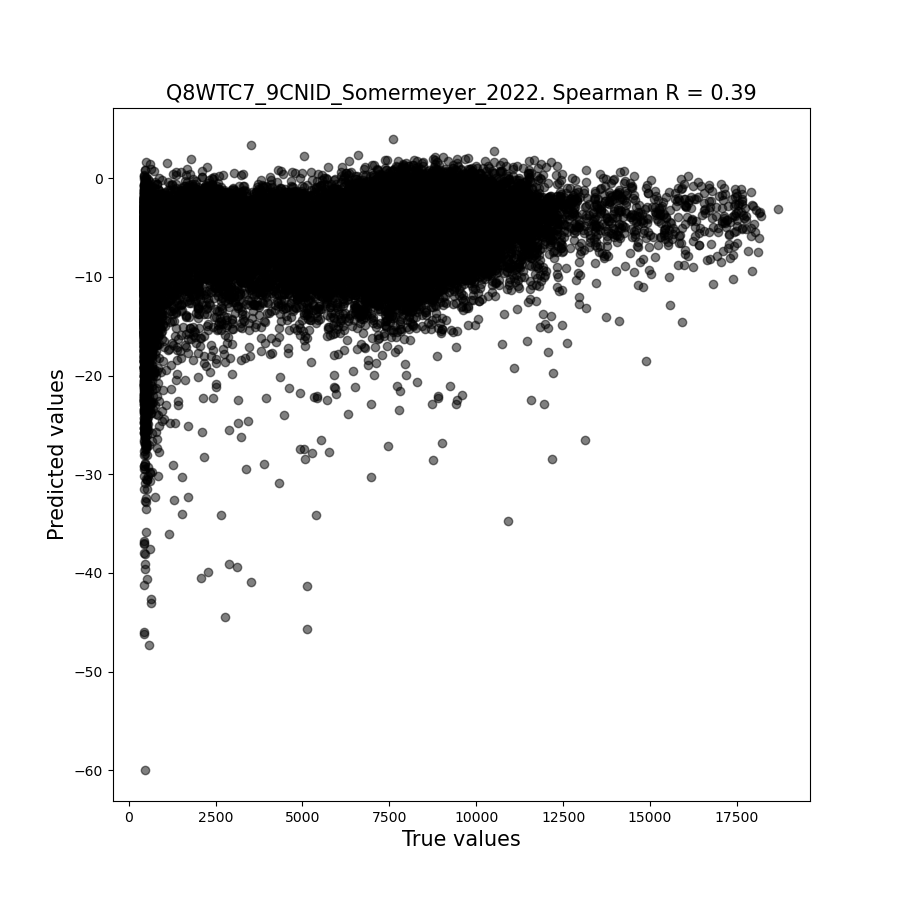 Q8WTC7_9CNID_Somermeyer_2022. Spearman R = 0.39
Predicted values
0
−10
−20
−30
−40
−50
−60
0 2500 5000 7500 10000 12500 15000 17500
True values